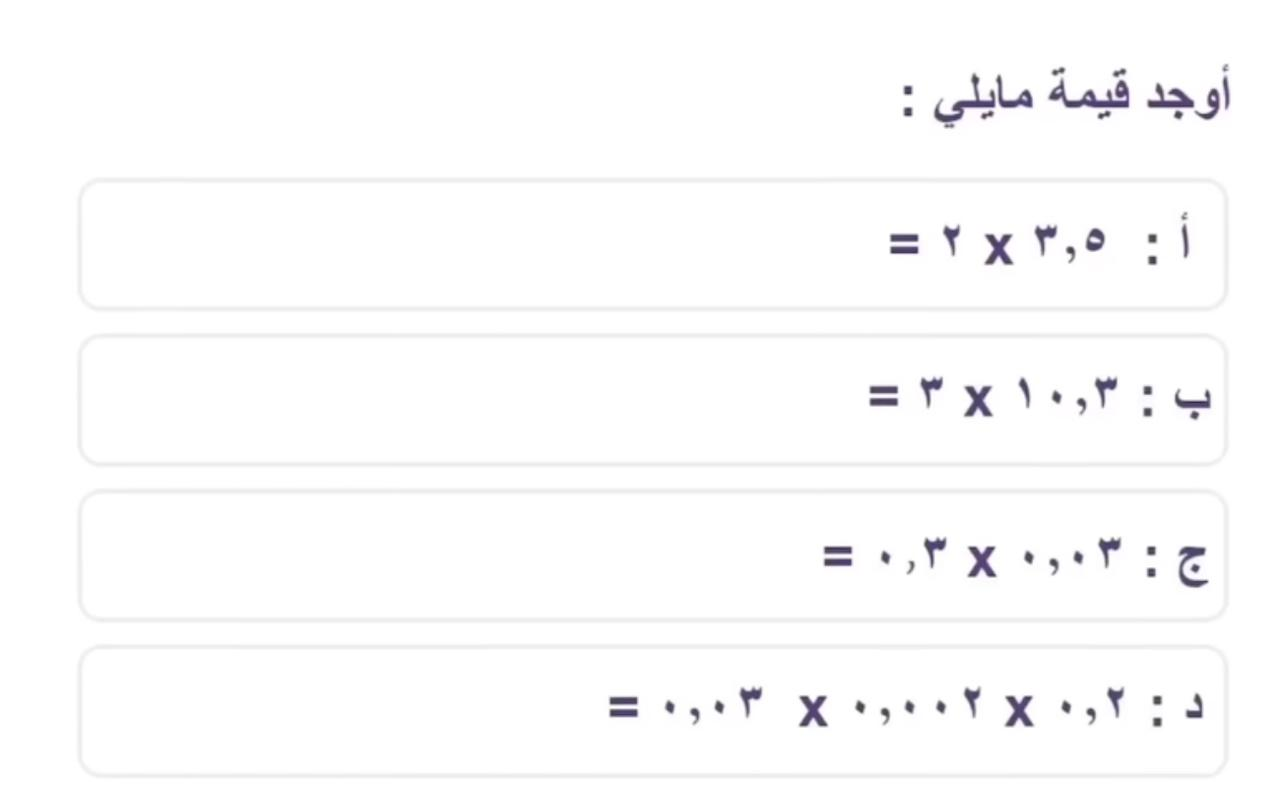 أوجد قيمة مايلي :
أ : ٣,٥ x ٢ =
ب : ١٠,٣ x ٣ =
ج : ٠,٠٣ x ٠,٣ =
د : ٠,٢ x ٠,٠٠٢ x ٠,٠٣ =